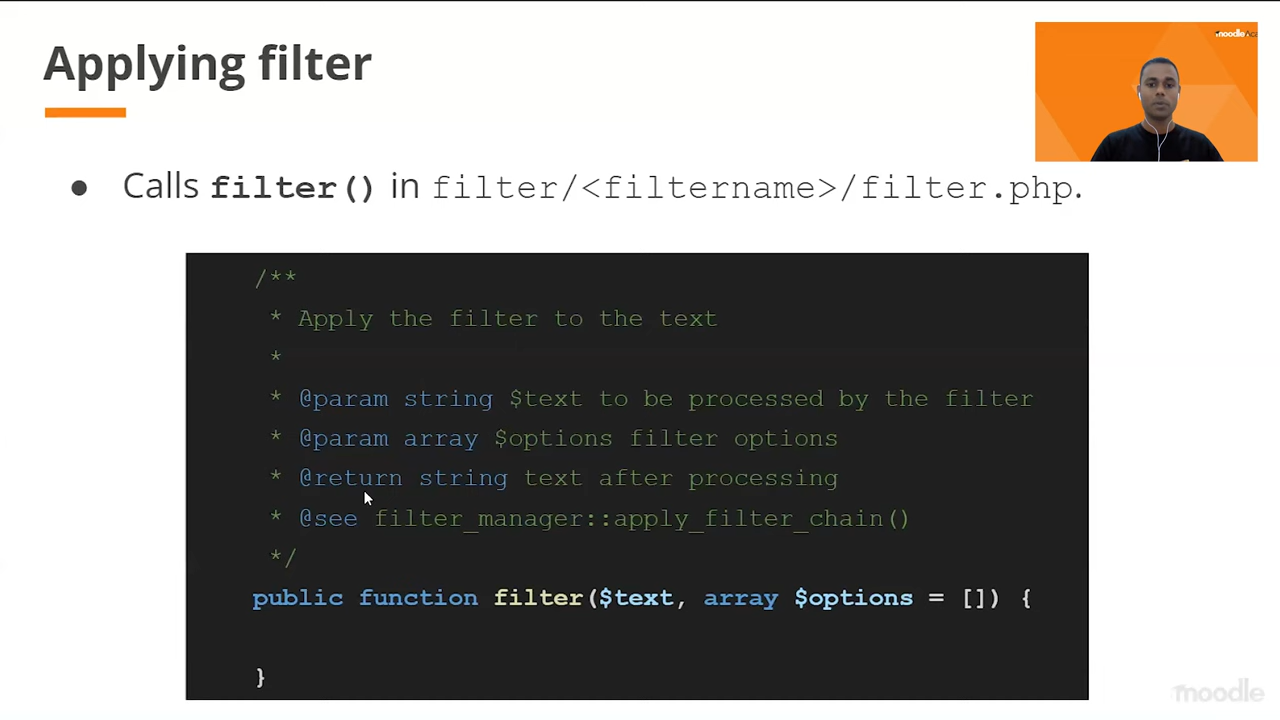 Applying filter
moodle Aca
● Calls filter() in filter/<filtername>/filter.php.
/**
* Apply the filter to the text
*
* @param string $text to be processed by the filter
* @param array $options filter options
* @return string text after processing
* @see filter_manager::apply_filter_chain()
*/
public function filter($text, array $options = []) {
}
moodle